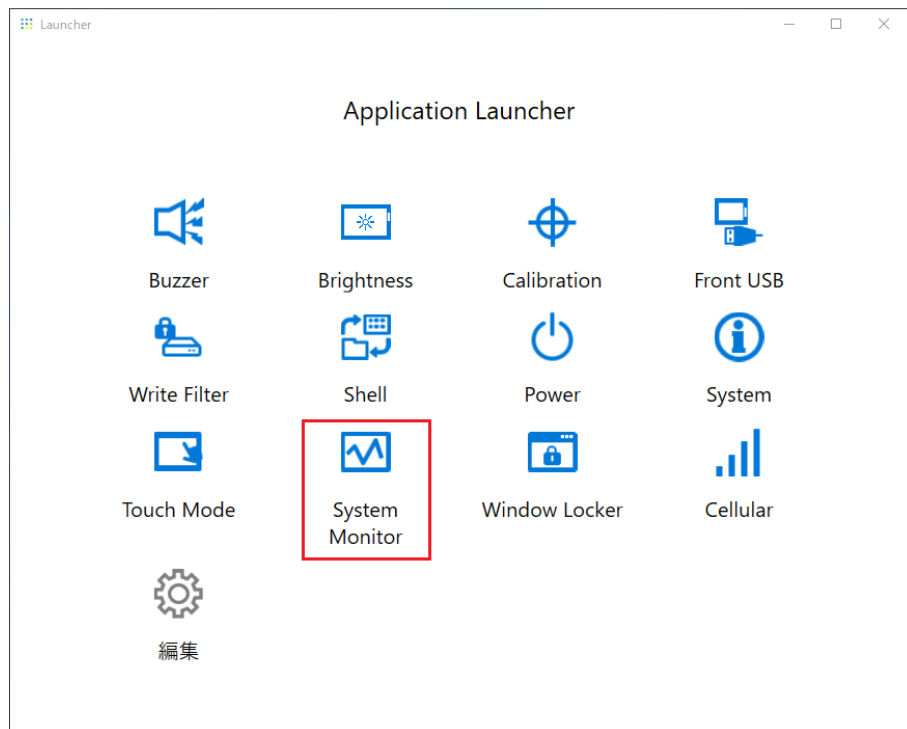 Launcher
Application Launcher
Buzzer
Brightness
Calibration
Front USB
Write Filter
Shell
Power
System
Touch Mode
System
Monitor
Window Locker
Cellular
編集